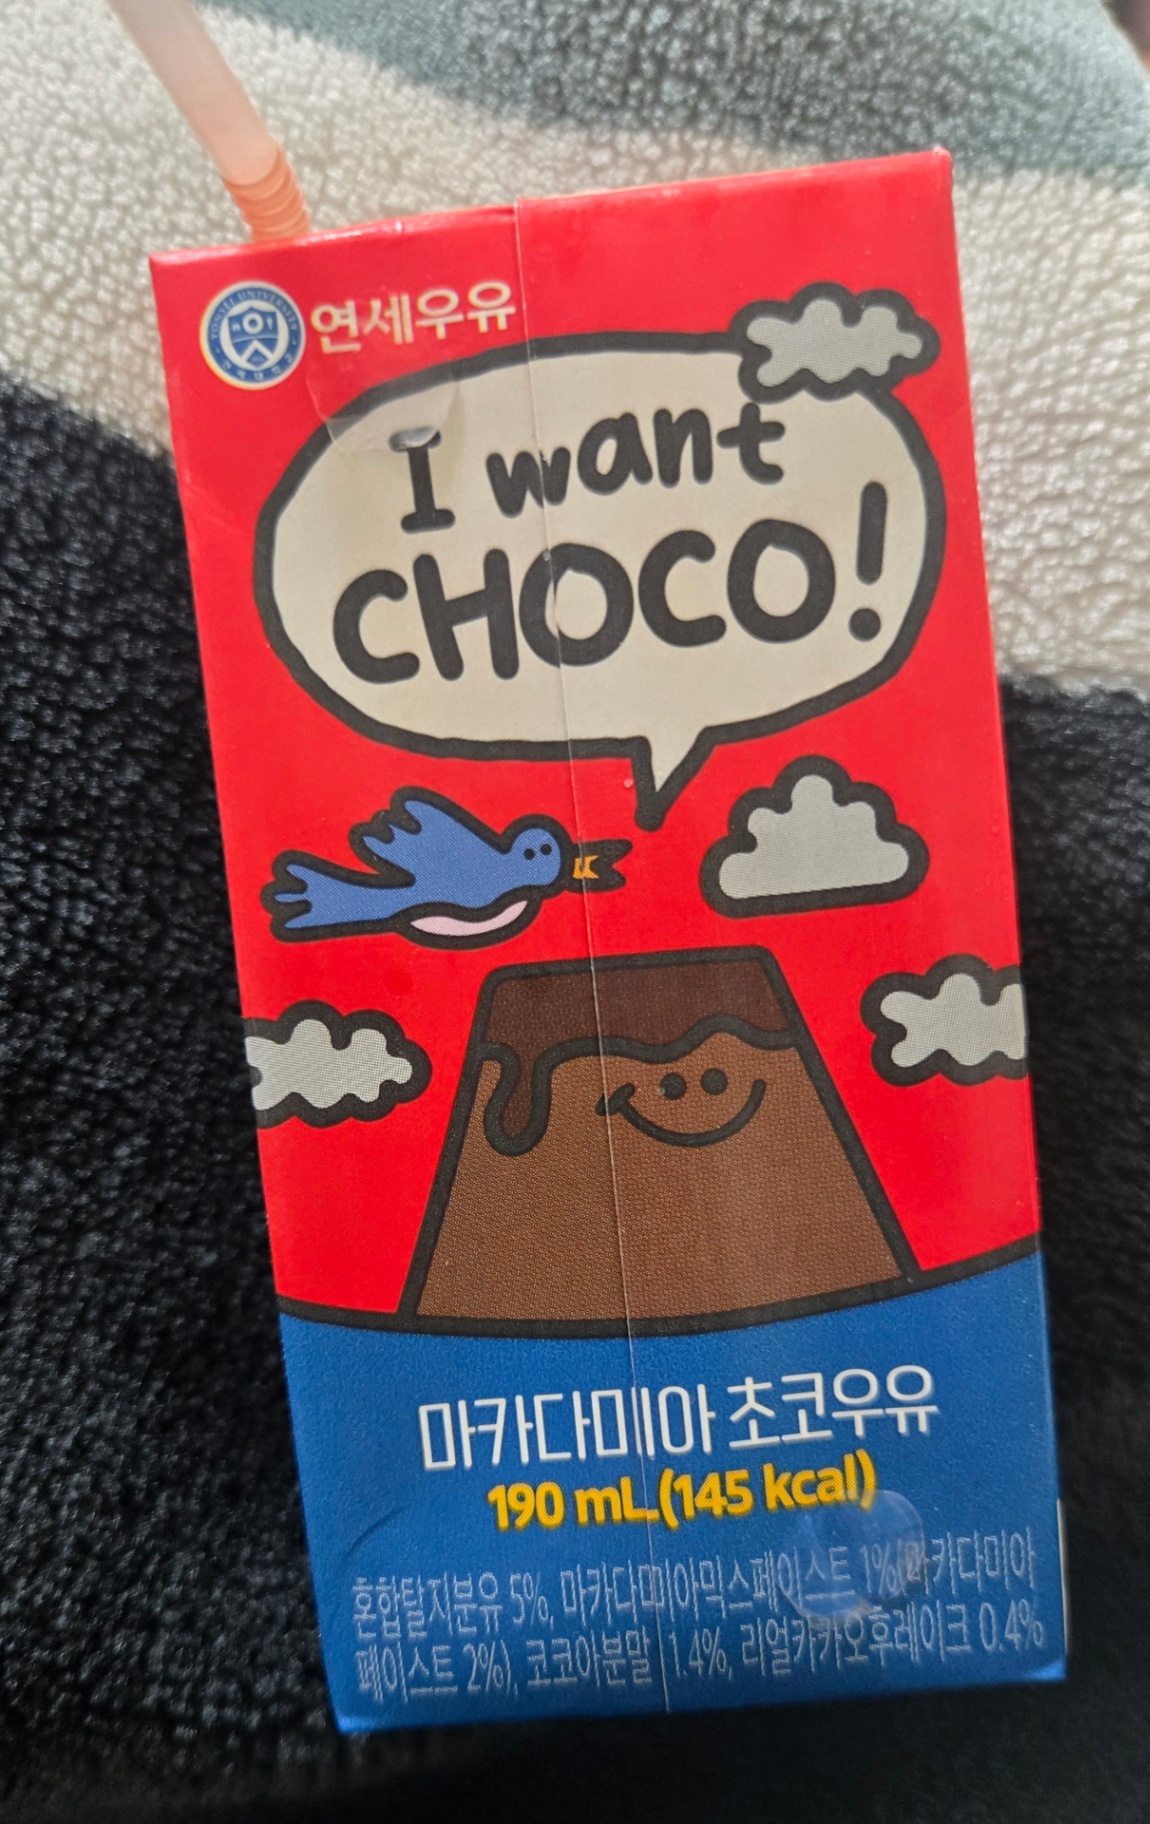 YONSEI UNIVERSITY
연세우유
I want
CHOCO!
마카다미아 초코우유
190 mL(145 kcal)
혼합탈지분유 5%, 마카다미아믹스페이스트 1%(마카다미아
페이스트 2%), 코코아분말 1.4%, 리얼카카오후레이크 0.4%